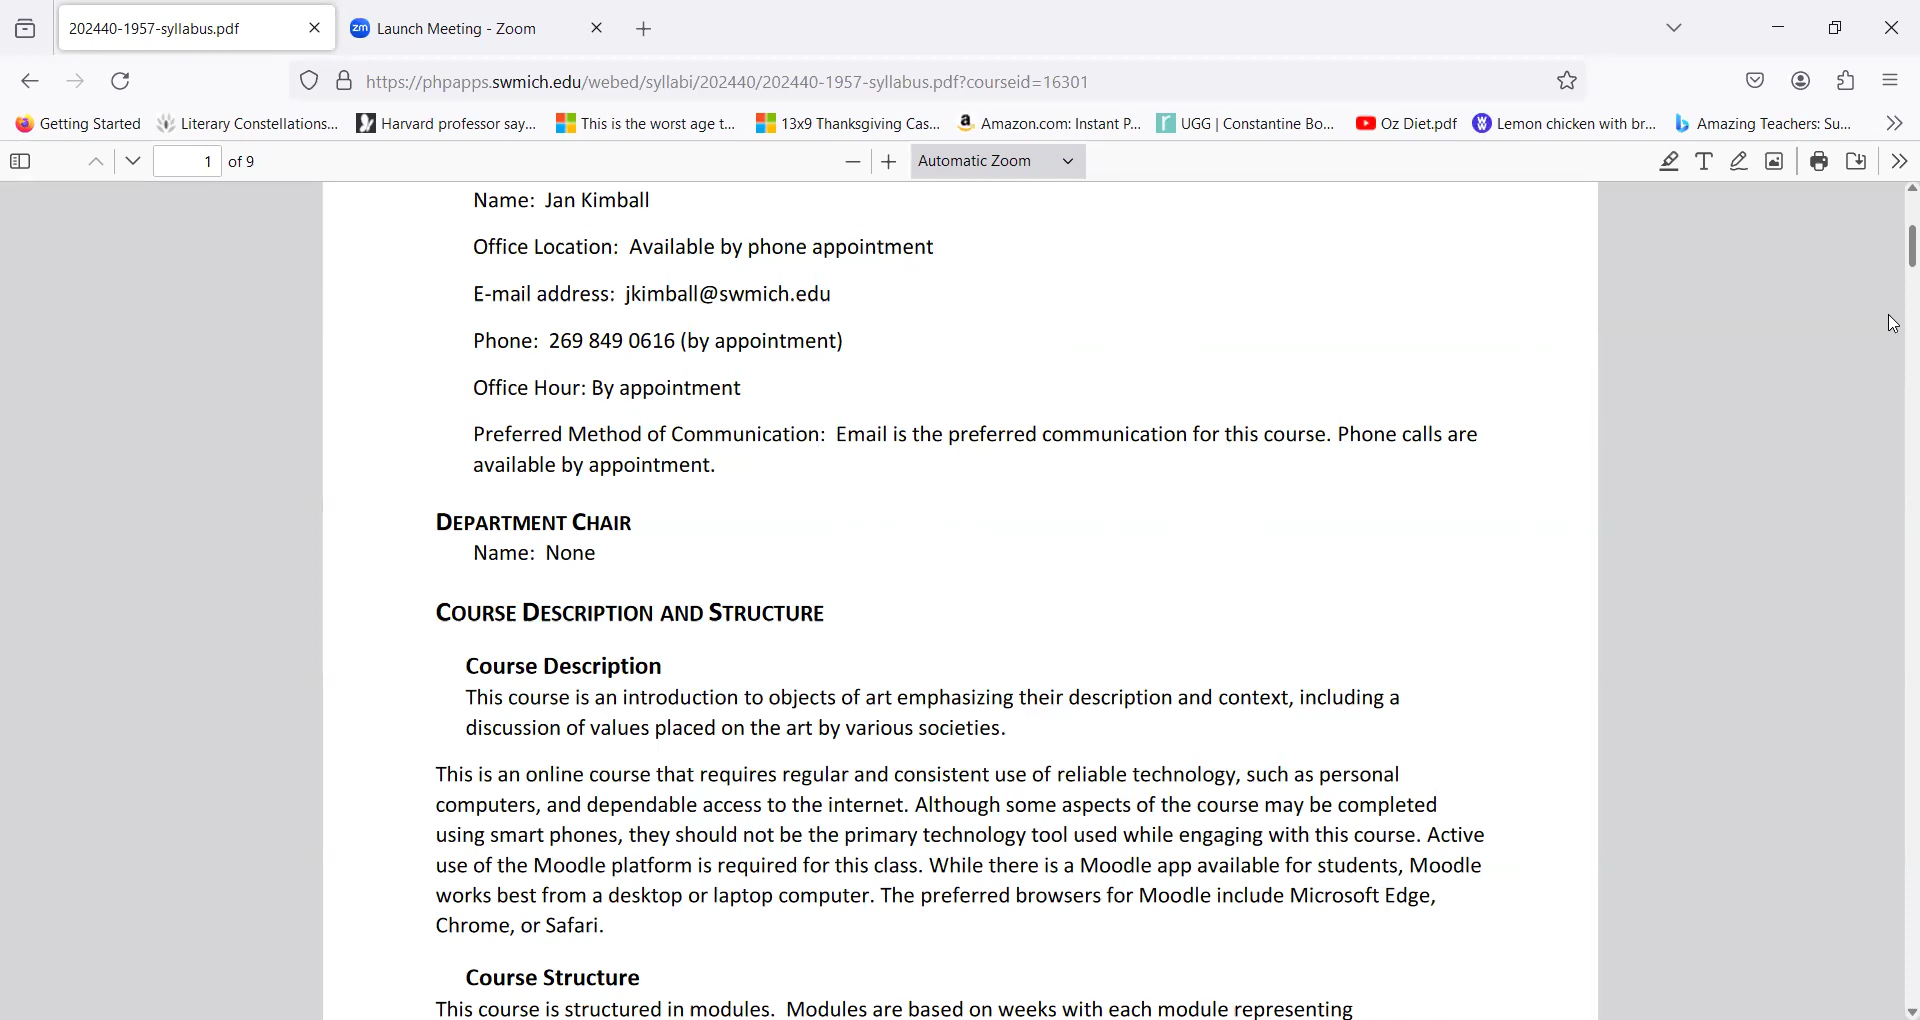 202440-1957-syllabus.pdf
zm Launch Meeting - Zoom
https://phpapps.swmich.edu/webed/syllabi/202440/202440-1957-syllabus.pdf?courseid=16301
Getting Started Literary Constellations... Harvard professor say... This is the worst age t... 13x9 Thanksgiving Cas... a Amazon.com: Instant P... r UGG | Constantine Bo... Oz Diet.pdf W Lemon chicken with br... b Amazing Teachers: Su...
1 of 9 Automatic Zoom
Name: Jan Kimball
Office Location: Available by phone appointment
E-mail address: jkimball@swmich.edu
Phone: 269 849 0616 (by appointment)
Office Hour: By appointment
Preferred Method of Communication: Email is the preferred communication for this course. Phone calls are
available by appointment.
DEPARTMENT CHAIR
Name: None
COURSE DESCRIPTION AND STRUCTURE
Course Description
This course is an introduction to objects of art emphasizing their description and context, including a
discussion of values placed on the art by various societies.
This is an online course that requires regular and consistent use of reliable technology, such as personal
computers, and dependable access to the internet. Although some aspects of the course may be completed
using smart phones, they should not be the primary technology tool used while engaging with this course. Active
use of the Moodle platform is required for this class. While there is a Moodle app available for students, Moodle
works best from a desktop or laptop computer. The preferred browsers for Moodle include Microsoft Edge,
Chrome, or Safari.
Course Structure
This course is structured in modules. Modules are based on weeks with each module representing